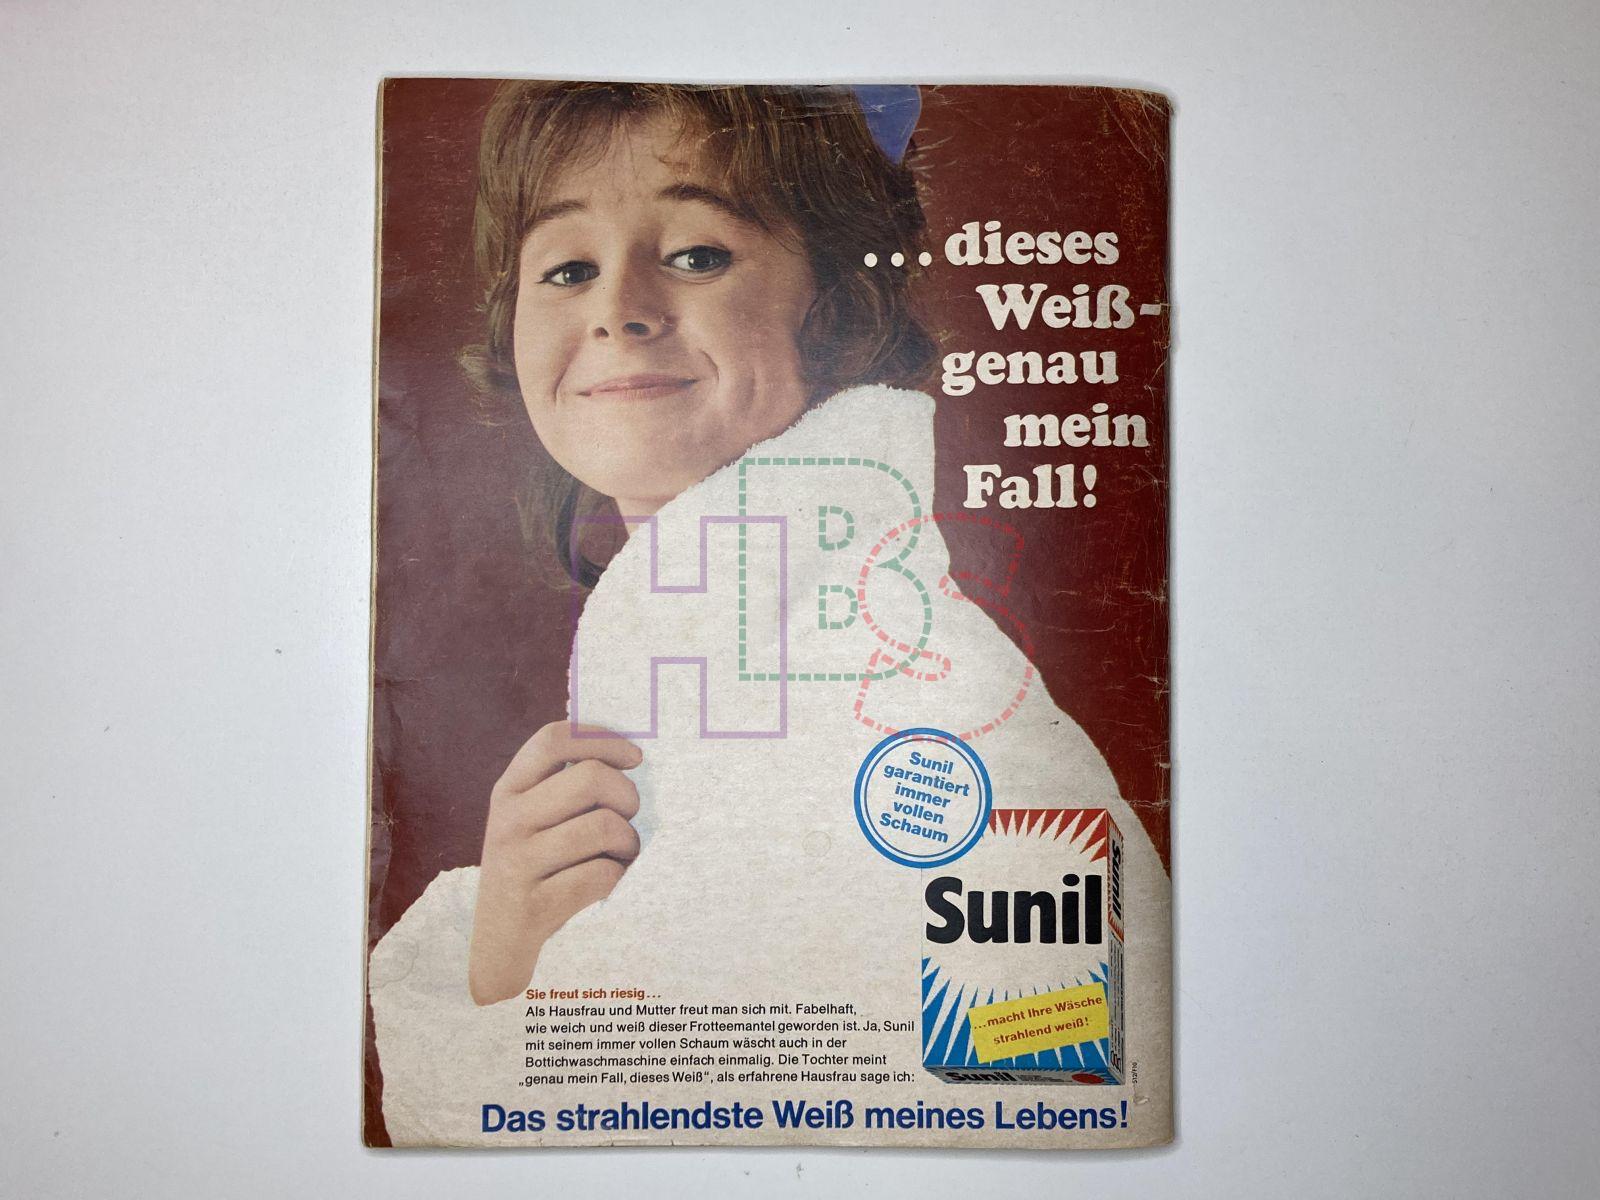 ...dieses
Weiß-
genau
mein
Fall!
H B S
Sunil
garantiert
immer
vollen
Schaum
Sunil
Sunil
...macht Ihre Wäsche
strahlend weiß!
Sunil
Sie freut sich riesig...
Als Hausfrau und Mutter freut man sich mit. Fabelhaft,
wie weich und weiß dieser Frotteemantel geworden ist. Ja, Sunil
mit seinem immer vollen Schaum wäscht auch in der
Bottichwaschmaschine einfach einmalig. Die Tochter meint
„genau mein Fall, dieses Weiß“, als erfahrene Hausfrau sage ich:
Das strahlendste Weiß meines Lebens!